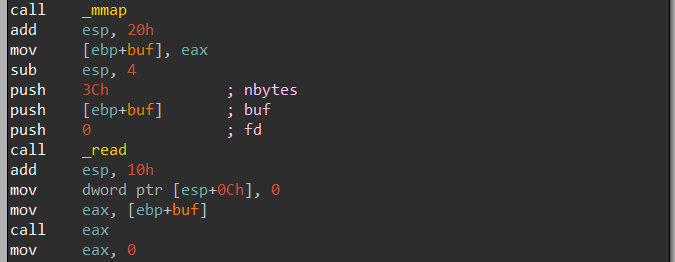 call _mmap
add esp, 20h
mov [ebp+buf], eax
sub esp, 4
push 3Ch ; nbytes
push [ebp+buf] ; buf
push 0 ; fd
call _read
add esp, 10h
mov dword ptr [esp+0Ch], 0
mov eax, [ebp+buf]
call eax
mov eax, 0